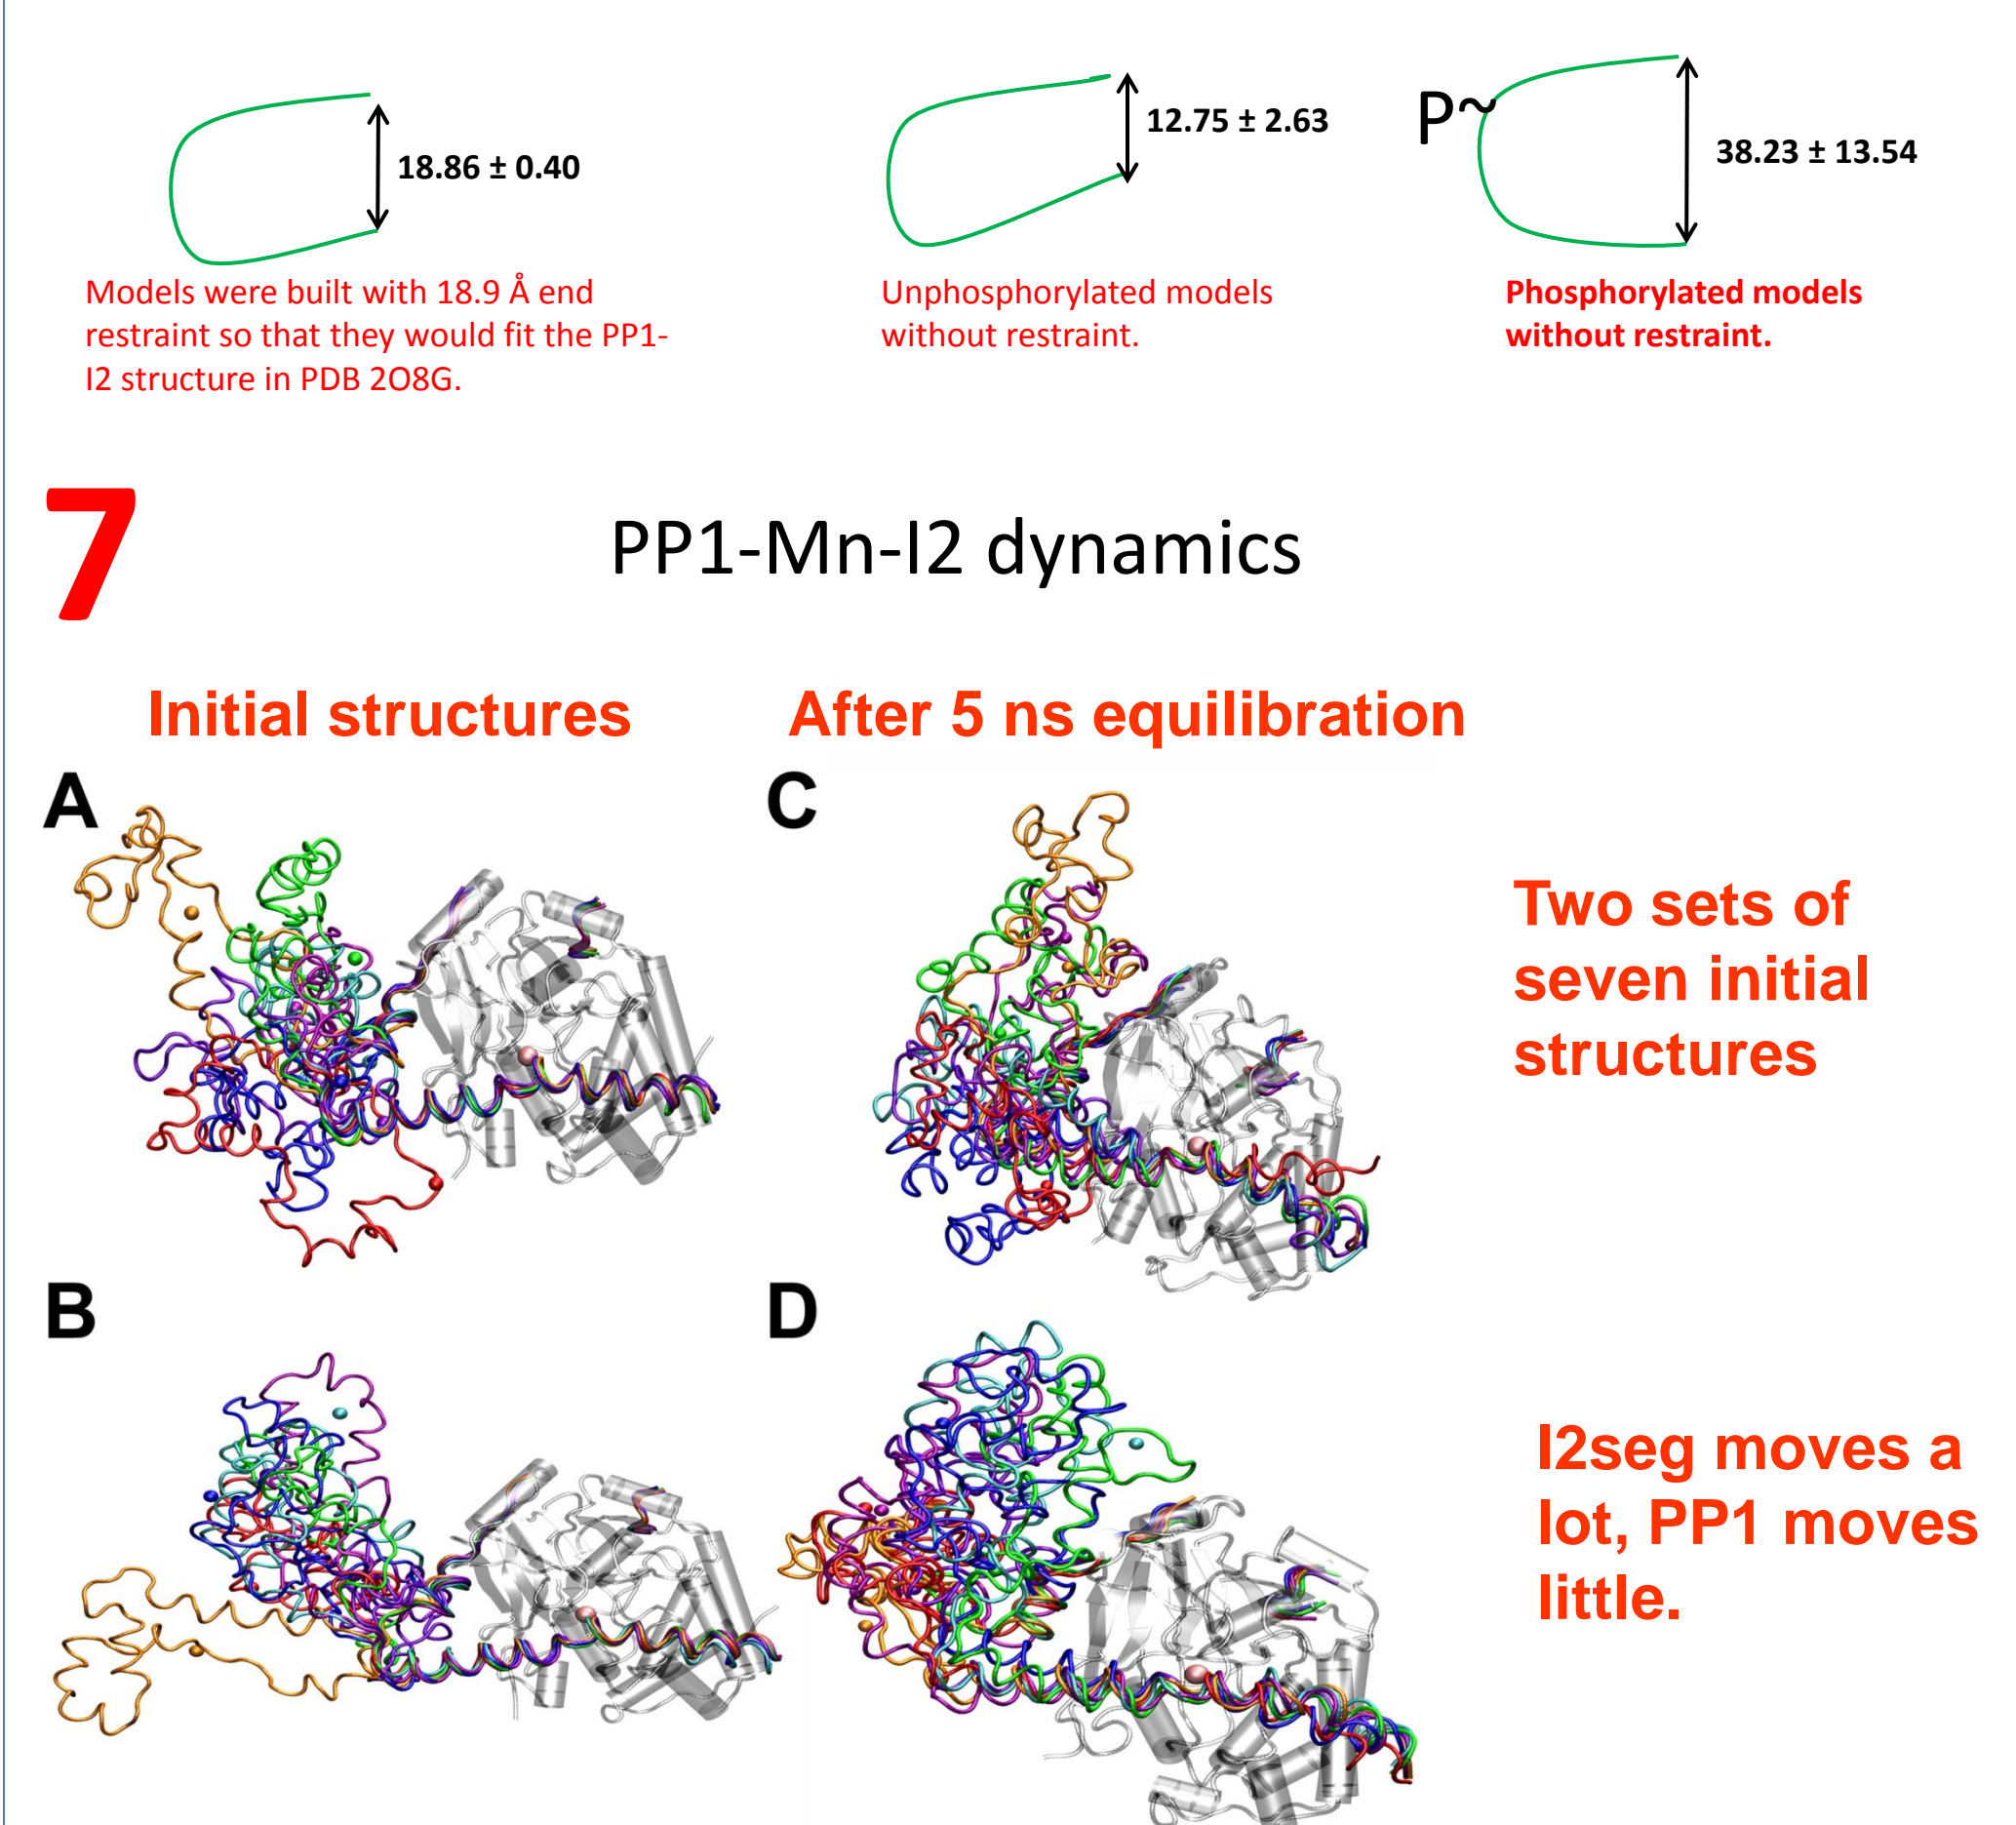 18.86 ± 0.40
12.75 ± 2.63
P~
38.23 ± 13.54
Models were built with 18.9 Å end
restraint so that they would fit the PP1-
I2 structure in PDB 2O8G.
Unphosphorylated models
without restraint.
Phosphorylated models
without restraint.
7
PP1-Mn-I2 dynamics
Initial structures
After 5 ns equilibration
A
C
Two sets of
seven initial
structures
B
D
I2seg moves a
lot, PP1 moves
little.